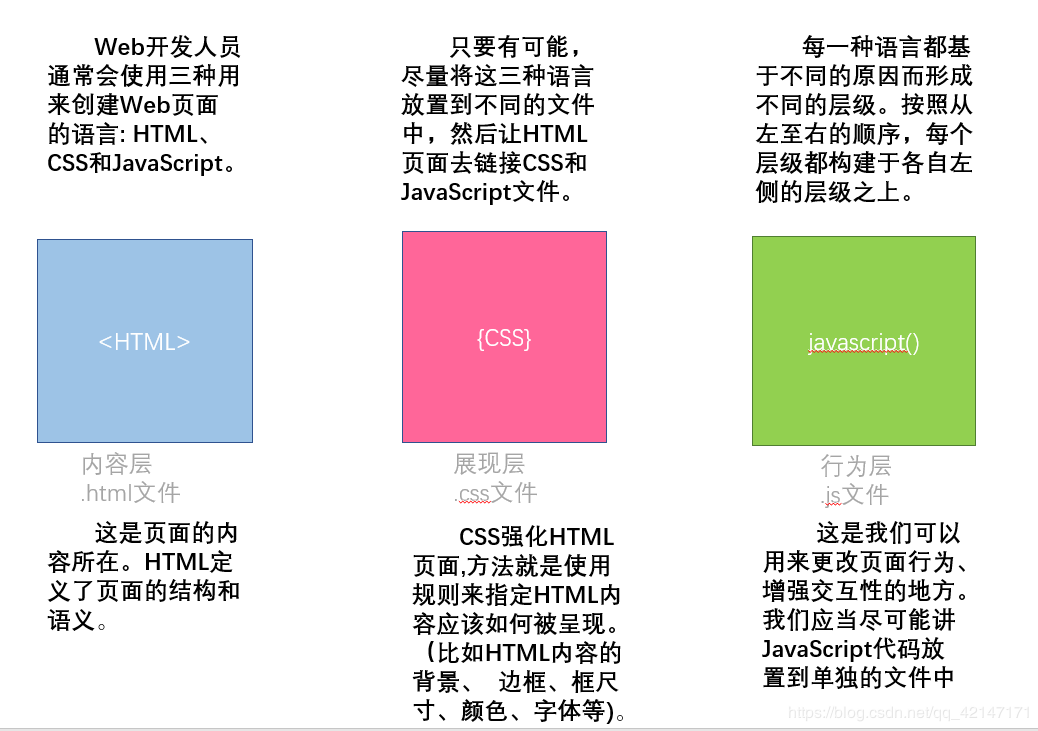 Web开发人员
通常会使用三种用
来创建Web页面
的语言: HTML、
CSS和JavaScript。
只要有可能，
尽量将这三种语言
放置到不同的文件
中，然后让HTML
页面去链接CSS和
JavaScript文件。
每一种语言都基
于不同的原因而形成
不同的层级。按照从
左至右的顺序，每个
层级都构建于各自左
侧的层级之上。
<HTML>
{CSS}
javascript()
内容层
.html文件
展现层
.css文件
行为层
.js文件
这是页面的内
容所在。HTML定
义了页面的结构和
语义。
CSS强化HTML
页面,方法就是使用
规则来指定HTML内
容应该如何被呈现。
（比如HTML内容的
背景、 边框、框尺
寸、颜色、字体等)。
这是我们可以
用来更改页面行为、
增强交互性的地方。
我们应当尽可能讲
JavaScript代码放
置到单独的文件中
https://blog.csdn.net/qq_42147171